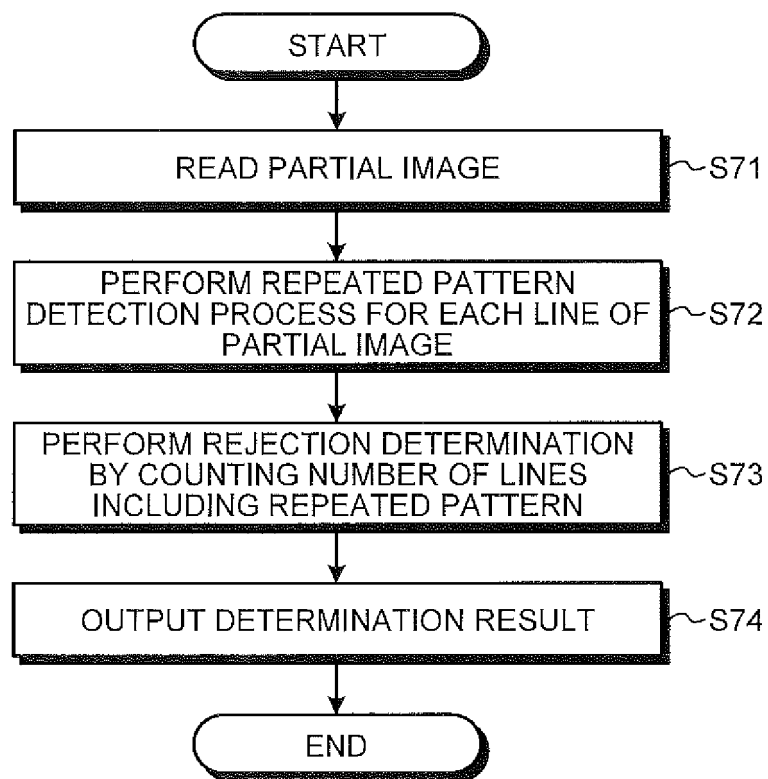 START
READ PARTIAL IMAGE
S71
PERFORM REPEATED PATTERN
DETECTION PROCESS FOR EACH LINE OF
PARTIAL IMAGE
S72
PERFORM REJECTION DETERMINATION
BY COUNTING NUMBER OF LINES
INCLUDING REPEATED PATTERN
S73
OUTPUT DETERMINATION RESULT
S74
END